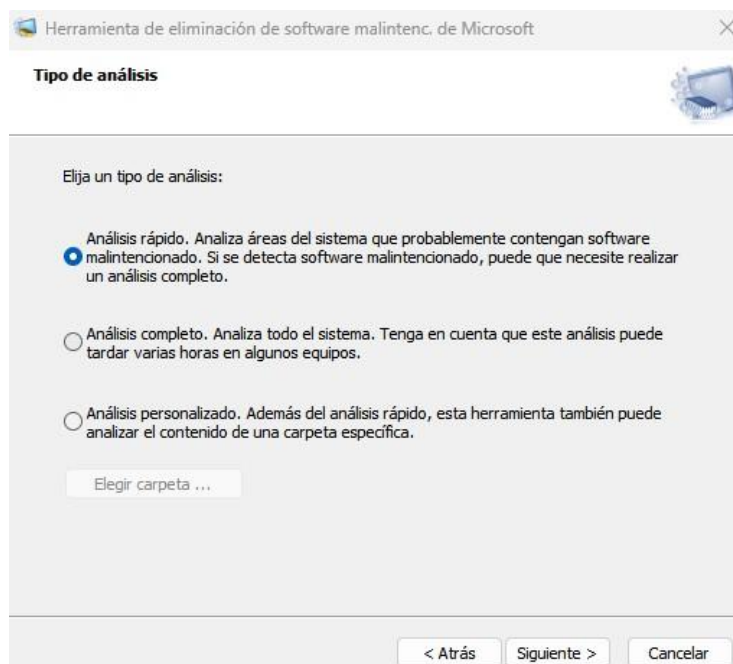 Herramienta de eliminación de software malintenc. de Microsoft
Tipo de análisis
Elija un tipo de análisis:
Análisis rápido. Analiza áreas del sistema que probablemente contengan software
malintencionado. Si se detecta software malintencionado, puede que necesite realizar
un análisis completo.
Análisis completo. Analiza todo el sistema. Tenga en cuenta que este análisis puede
tardar varias horas en algunos equipos.
Análisis personalizado. Además del análisis rápido, esta herramienta también puede
analizar el contenido de una carpeta específica.
Elegir carpeta ...
< Atrás Siguiente > Cancelar